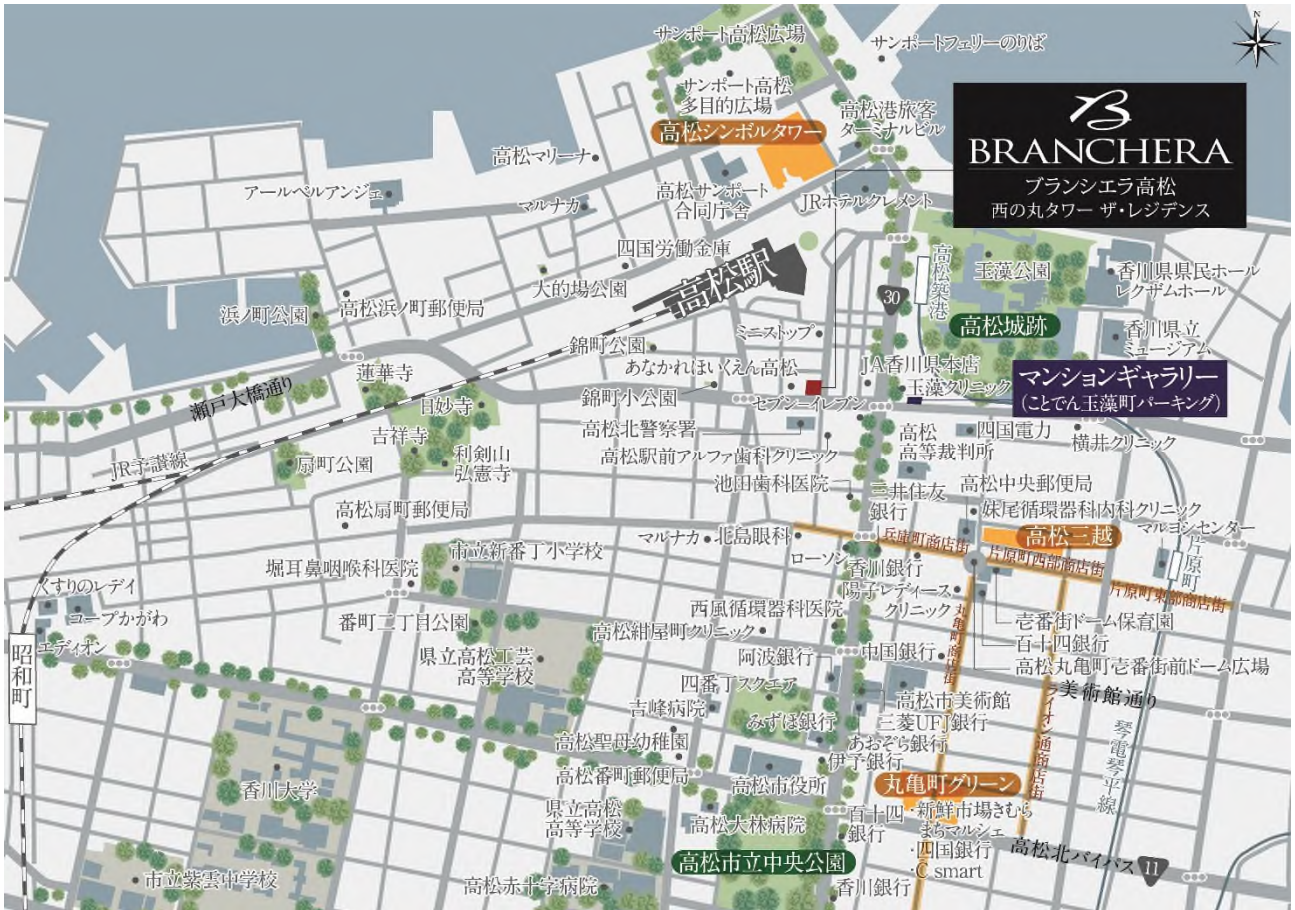 N
サンポート高松広場
サンポートフェリーのりば
サンポート高松
多目的広場
高松港旅客
ターミナルビル
高松シンボルタワー
B
BRANCHERA
ブランシエラ高松
西の丸タワー ザ・レジデンス
高松マリーナ
アールベルアンジェ
マルナカ
高松サンポート
合同庁舎
JRホテルクレメント
四国労働金庫
高松駅
大的場公園
高松築港
玉藻公園
香川県県民ホール
レクザムホール
30
高松城跡
浜ノ町公園
高松浜ノ町郵便局
ミニストップ
香川県立
ミュージアム
錦町公園
あなかれほいくえん高松
JA香川県本店
玉藻クリニック
マンションギャラリー
(ことでん玉藻町パーキング)
瀬戸大橋通り
蓮華寺
日妙寺
錦町小公園
セブン-イレブン
高松北警察署
高松
高等裁判所
四国電力
横井クリニック
吉祥寺
利剣山
弘憲寺
高松駅前アルファ歯科クリニック
JR予讃線
扇町公園
池田歯科医院
三井住友
銀行
高松中央郵便局
妹尾循環器科内科クリニック
マルヨシセンター
高松扇町郵便局
マルナカ
北島眼科
兵庫町商店街
高松三越
片原町
市立新番丁小学校
ローソン
香川銀行
片原町西部商店街
片原町東部商店街
堀耳鼻咽喉科医院
陽子レディース
クリニック
くすりのレデイ
コープかがわ
エディオン
昭和町
番町二丁目公園
西風循環器科医院
高松紺屋町クリニック
丸亀町商店街
壱番街ドーム保育園
百十四銀行
高松丸亀町壱番街前ドーム広場
県立高松工芸
高等学校
阿波銀行
中国銀行
四番丁スクエア
高松市美術館
美術館通り
吉峰病院
みずほ銀行
三菱UFJ銀行
ライオン通商店街
琴電琴平線
高松聖母幼稚園
あおぞら銀行
伊予銀行
高松番町郵便局
高松市役所
丸亀町グリーン
香川大学
県立高松
高等学校
高松大林病院
百十四
銀行
・新鮮市場きむら
まちマルシェ
・四国銀行
・C smart
高松北バイパス
11
高松市立中央公園
市立紫雲中学校
高松赤十字病院
香川銀行